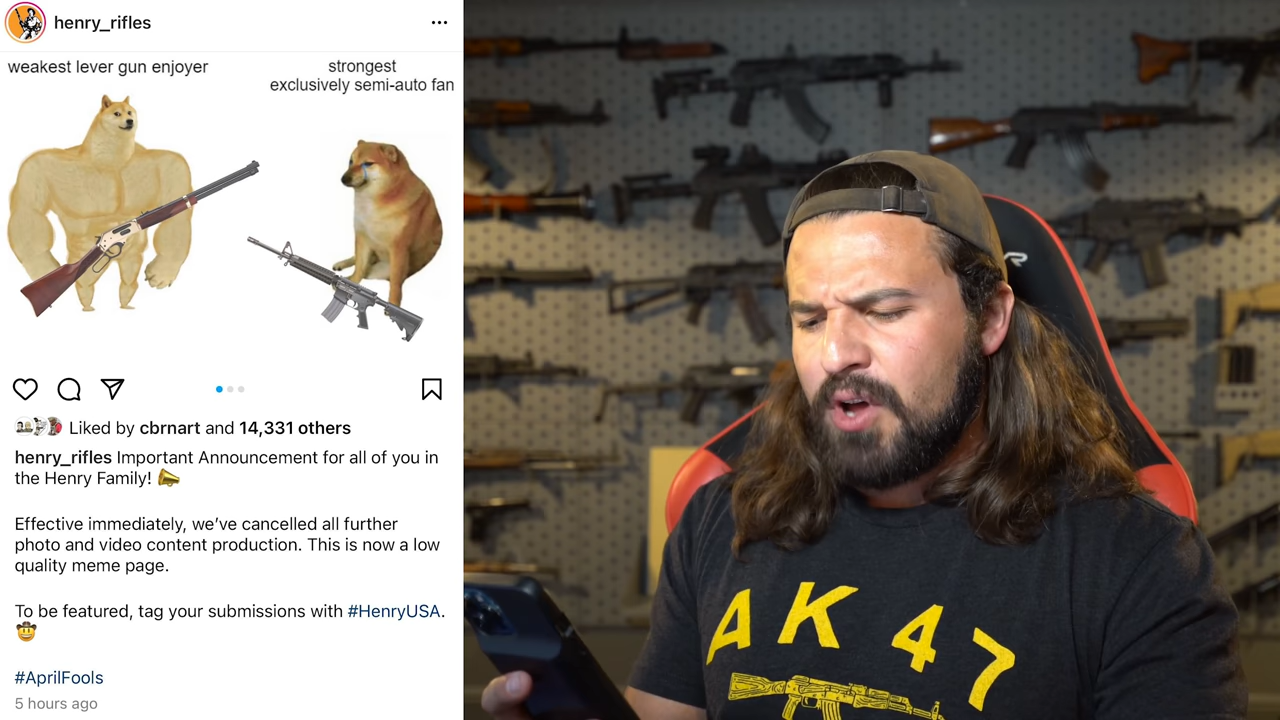 henry_rifles
weakest lever gun enjoyer
strongest
exclusively semi-auto fan
Liked by cbrnart and 14,331 others
henry_rifles Important Announcement for all of you in
the Henry Family! 📣
Effective immediately, we’ve cancelled all further
photo and video content production. This is now a low
quality meme page.
To be featured, tag your submissions with #HenryUSA.
🤠
#AprilFools
5 hours ago
AK 47